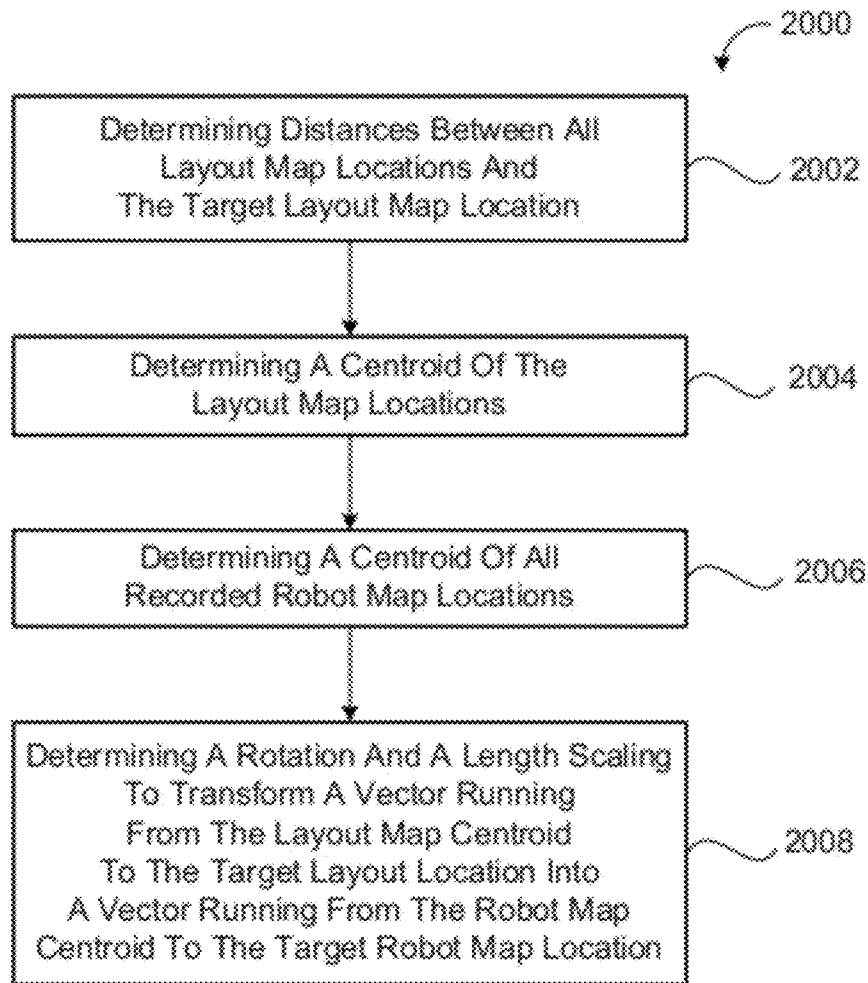 2000
Determining Distances Between All
Layout Map Locations And
The Target Layout Map Location
2002
Determining A Centroid Of The
Layout Map Locations
2004
Determining A Centroid Of All
Recorded Robot Map Locations
2006
Determining A Rotation And A Length Scaling
To Transform A Vector Running
From The Layout Map Centroid
To The Target Layout Location Into
A Vector Running From The Robot Map
Centroid To The Target Robot Map Location
2008